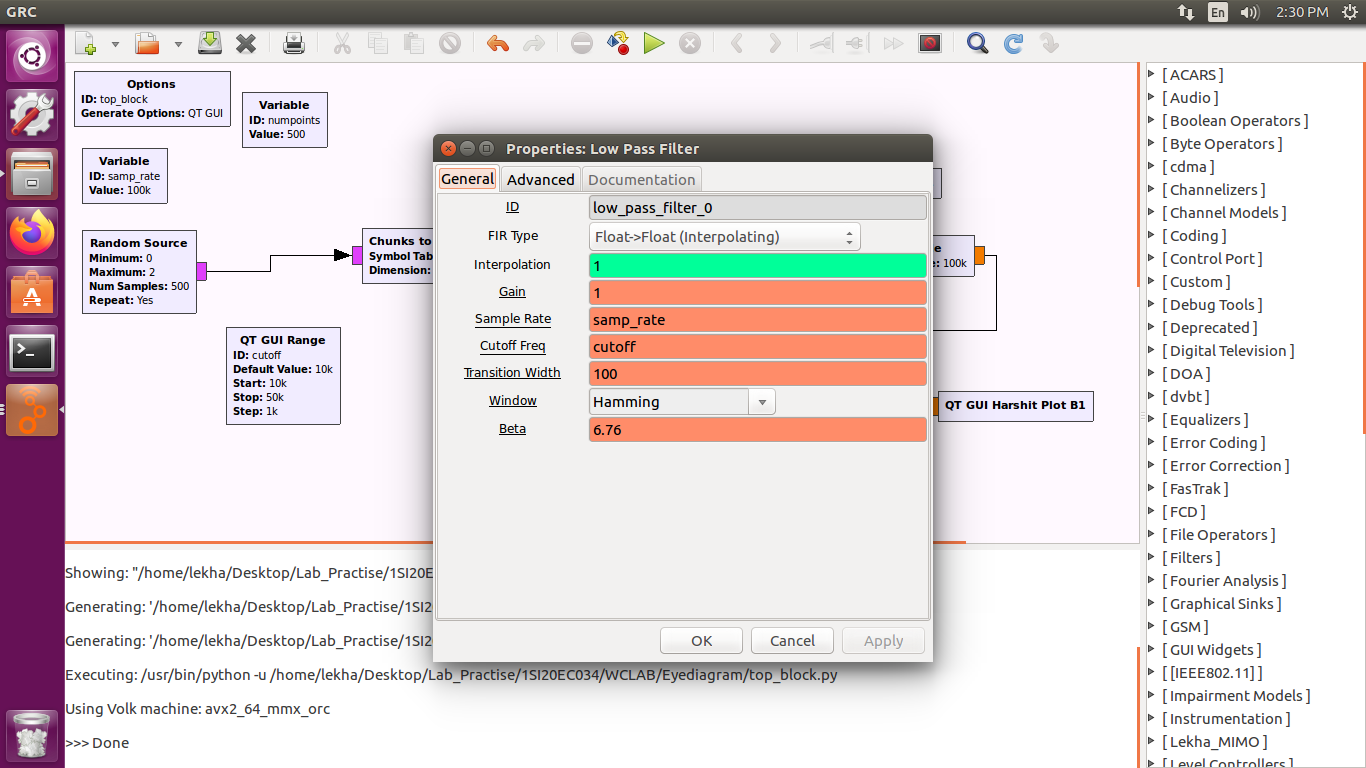 GRC
En
2:30 PM
Options
ID: top_block
Generate Options: QT GUI
Variable
ID: numpoints
Value: 500
Variable
ID: samp_rate
Value: 100k
Random Source
Minimum: 0
Maximum: 2
Num Samples: 500
Repeat: Yes
Chunks to
Symbol Tab
Dimension:
QT GUI Range
ID: cutoff
Default Value: 10k
Start: 10k
Stop: 50k
Step: 1k
e
e: 100k
QT GUI Harshit Plot B1
Properties: Low Pass Filter
General Advanced Documentation
ID low_pass_filter_0
FIR Type Float->Float (Interpolating)
Interpolation 1
Gain 1
Sample Rate samp_rate
Cutoff Freq cutoff
Transition Width 100
Window Hamming
Beta 6.76
OK Cancel Apply
Showing: "/home/lekha/Desktop/Lab_Practise/1SI20E
Generating: '/home/lekha/Desktop/Lab_Practise/1SI2
Generating: '/home/lekha/Desktop/Lab_Practise/1SI2
Executing: /usr/bin/python -u /home/lekha/Desktop/Lab_Practise/1SI20EC034/WCLAB/Eyediagram/top_block.py
Using Volk machine: avx2_64_mmx_orc
>>> Done
[ ACARS ]
[ Audio ]
[ Boolean Operators ]
[ Byte Operators ]
[ cdma ]
[ Channelizers ]
[ Channel Models ]
[ Coding ]
[ Control Port ]
[ Custom ]
[ Debug Tools ]
[ Deprecated ]
[ Digital Television ]
[ DOA ]
[ dvbt ]
[ Equalizers ]
[ Error Coding ]
[ Error Correction ]
[ FasTrak ]
[ FCD ]
[ File Operators ]
[ Filters ]
[ Fourier Analysis ]
[ Graphical Sinks ]
[ GSM ]
[ GUI Widgets ]
[ [IEEE802.11] ]
[ Impairment Models ]
[ Instrumentation ]
[ Lekha_MIMO ]
[ Level Controllers ]